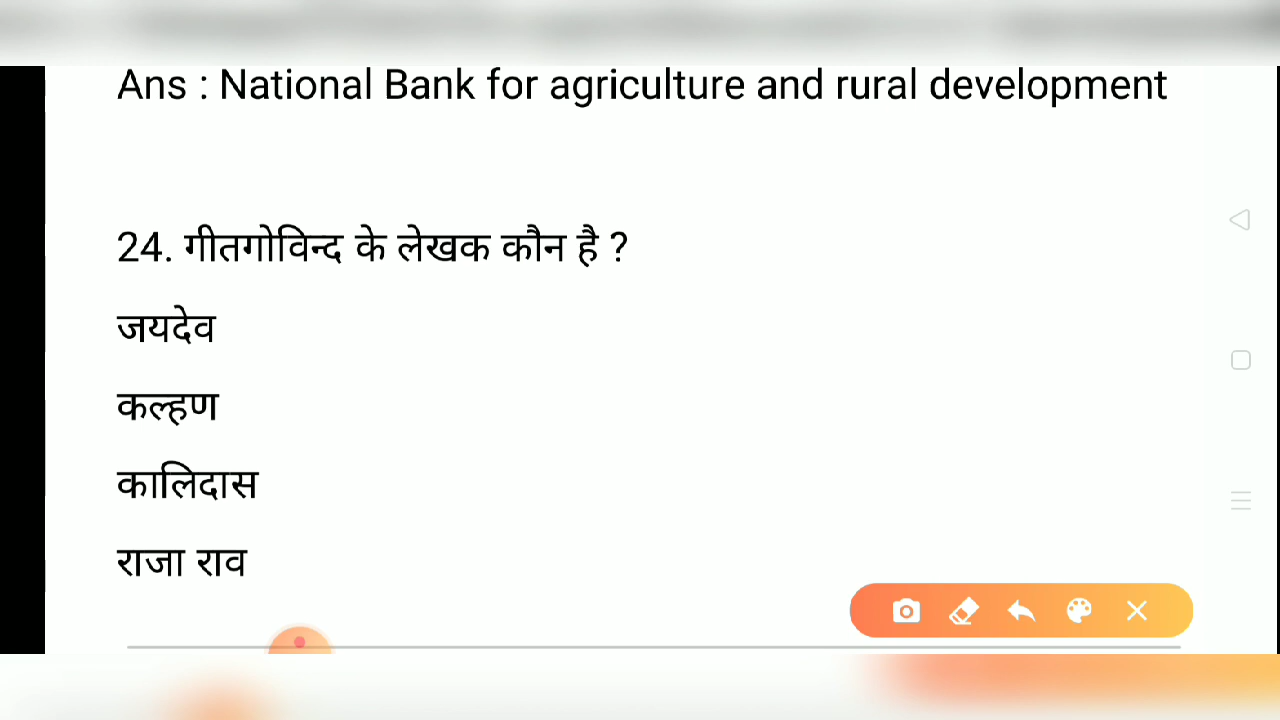 Ans : National Bank for agriculture and rural development
24. गीतगोविन्द के लेखक कौन है ?
जयदेव
कल्हण
कालिदास
राजा राव